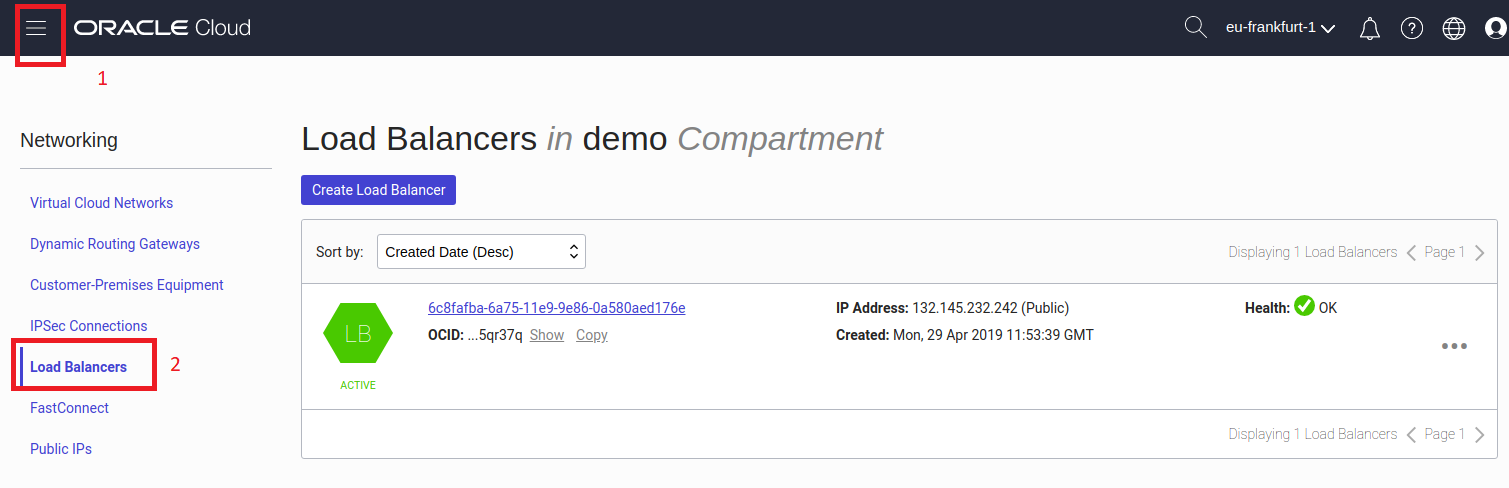 ORACLE Cloud
eu-frankfurt-1
1
Networking
Virtual Cloud Networks
Dynamic Routing Gateways
Customer-Premises Equipment
IPSec Connections
Load Balancers
2
FastConnect
Public IPs
Load Balancers in demo Compartment
Create Load Balancer
Sort by: Created Date (Desc)
Displaying 1 Load Balancers Page 1
LB
ACTIVE
6c8fafba-6a75-11e9-9e86-0a580aed176e
OCID: ...5qr37q Show Copy
IP Address: 132.145.232.242 (Public)
Created: Mon, 29 Apr 2019 11:53:39 GMT
Health: OK
Displaying 1 Load Balancers Page 1